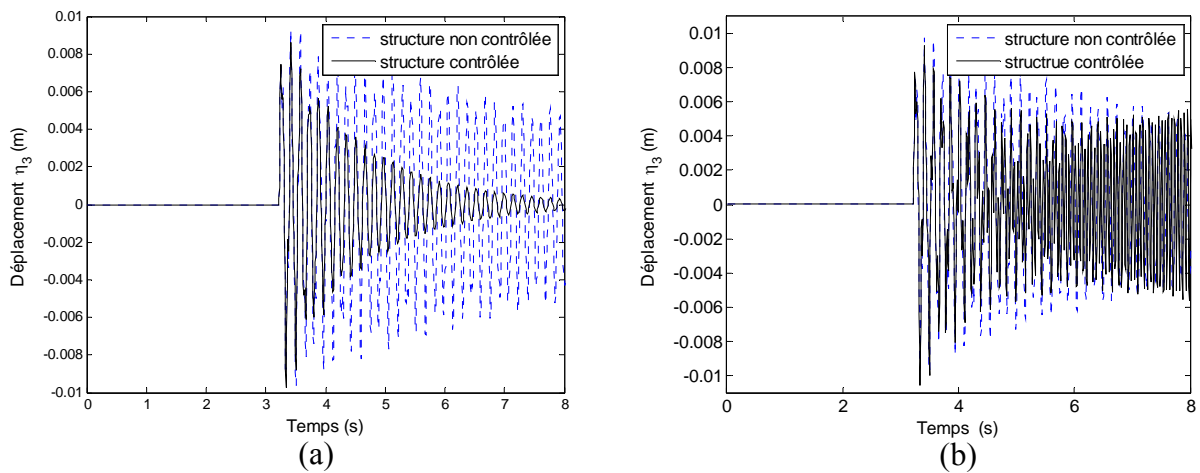 0.01
0.008
0.006
0.004
0.002
0
-0.002
-0.004
-0.006
-0.008
-0.01
0 1 2 3 4 5 6 7 8
Déplacement η3 (m)
Temps (s)
structure non contrôlée
structure contrôlée
(a)
0.01
0.008
0.006
0.004
0.002
0
-0.002
-0.004
-0.006
-0.008
-0.01
0 2 4 6 8
Déplacement η3 (m)
Temps (s)
structure non contrôlée
structrue contrôlée
(b)